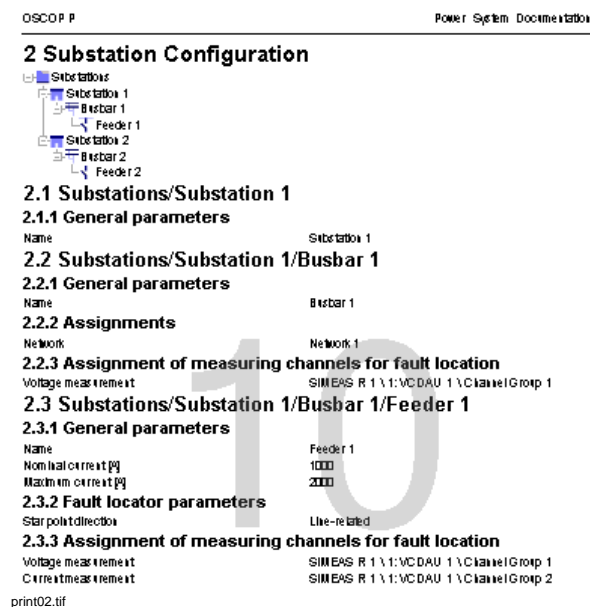 OSCOP P Power System Documentation
2 Substation Configuration
Substations
Substation 1
Busbar 1
Feeder 1
Substation 2
Busbar 2
Feeder 2
2.1 Substations/Substation 1
2.1.1 General parameters
Name Substation 1
2.2 Substations/Substation 1/Busbar 1
2.2.1 General parameters
Name Busbar 1
2.2.2 Assignments
Network Network 1
2.2.3 Assignment of measuring channels for fault location
Voltage measurement SIMEAS R 1 \ 1: VCDAU 1 \ Channel Group 1
2.3 Substations/Substation 1/Busbar 1/Feeder 1
2.3.1 General parameters
Name Feeder 1
Nominal current [A] 1000
Maximum current [A] 2000
2.3.2 Fault locator parameters
Star point direction Line-related
2.3.3 Assignment of measuring channels for fault location
Voltage measurement SIMEAS R 1 \ 1: VCDAU 1 \ Channel Group 1
Current measurement SIMEAS R 1 \ 1: VCDAU 1 \ Channel Group 2
10
print02.tif